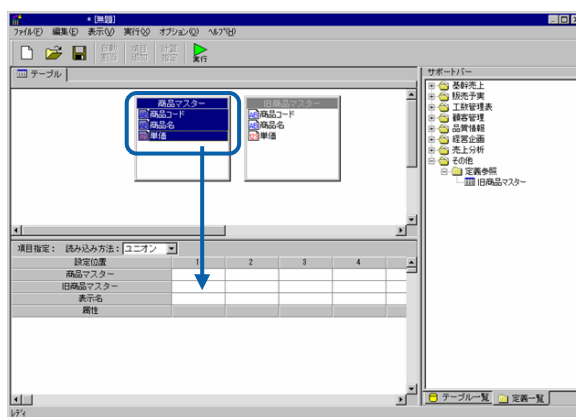 * [無題]
ファイル(F) 編集(E) 表示(V) 実行(X) オプション(O) ヘルプ(H)
自動割当 項目追加 計算指定 実行
テーブル
商品マスター
商品コード
商品名
単価
旧商品マスター
商品コード
商品名
単価
項目指定： 読み込み方法： ユニオン
設定位置 1 2 3 4
商品マスター
旧商品マスター
表示名
属性
サポートバー
基幹売上
販売予実
工数管理表
顧客管理
品質情報
経営企画
売上分析
その他
定義参照
旧商品マスター
テーブル一覧 定義一覧
レディ